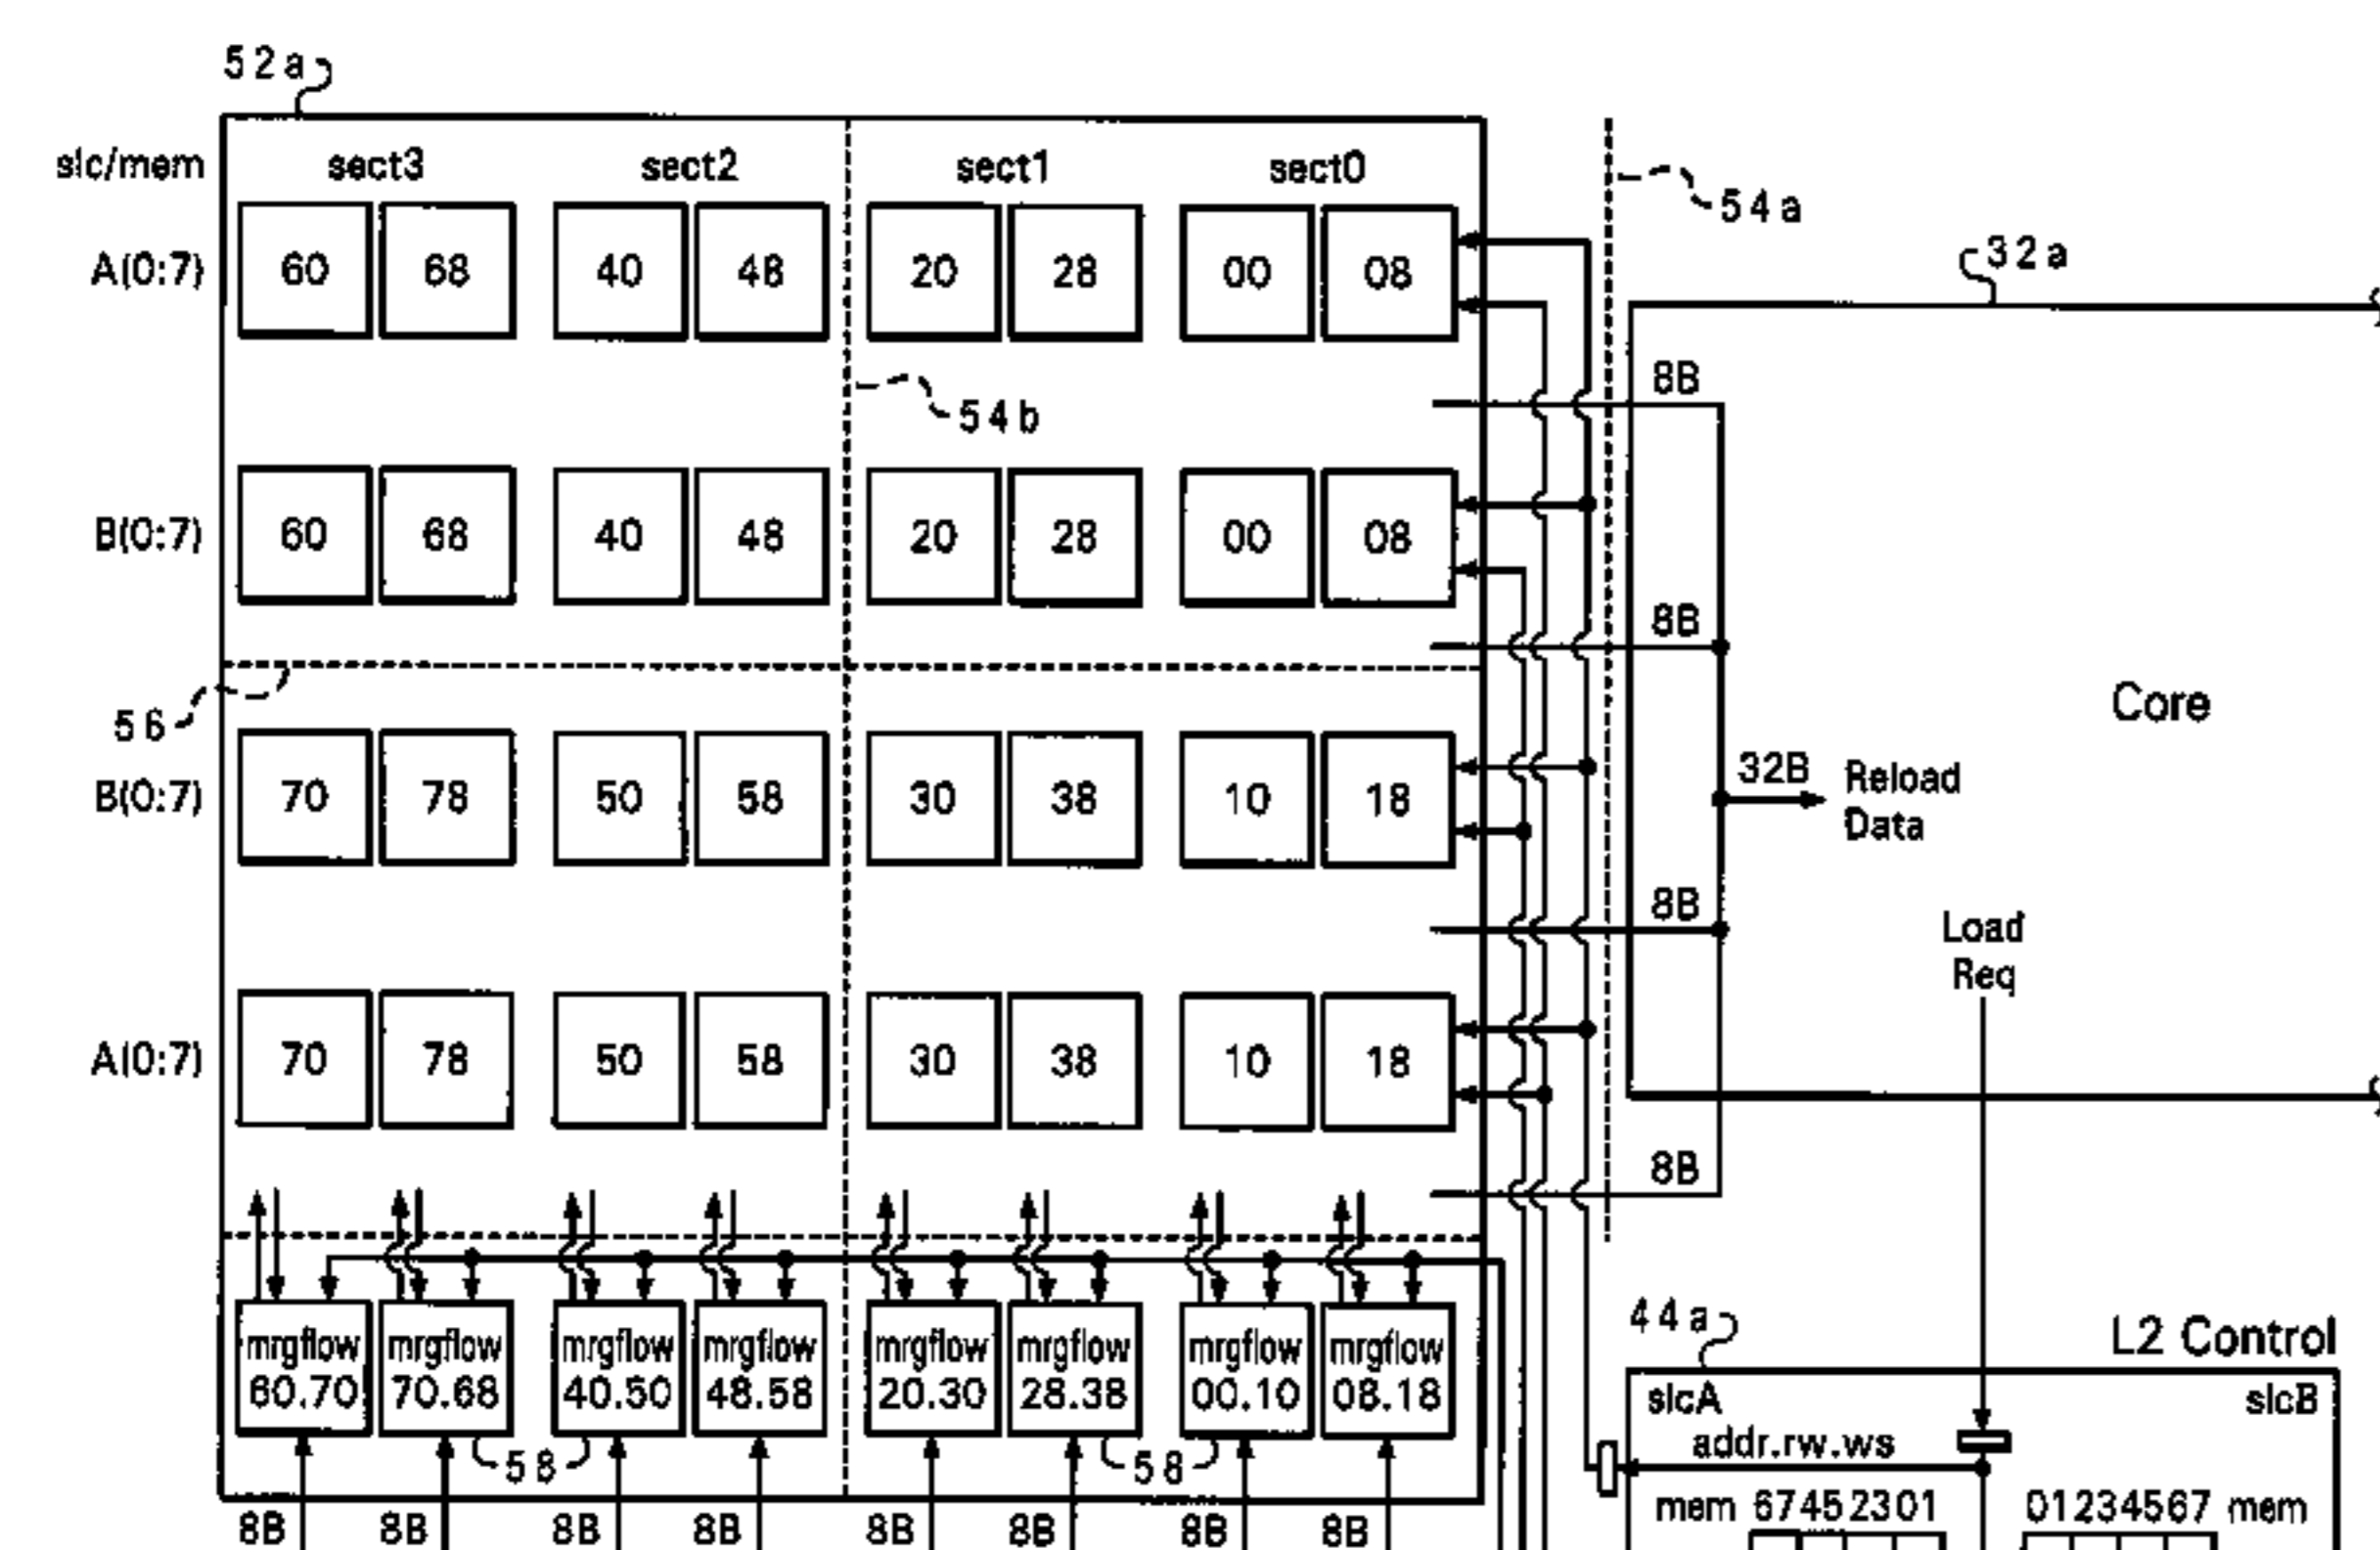 52a
slc/mem sect3 sect2 sect1 sect0
54a
A(0:7) 60 68 40 48 20 28 00 08
32a
8B
54b
B(0:7) 60 68 40 48 20 28 00 08
8B
56
Core
B(0:7) 70 78 50 58 30 38 10 18
32B Reload
Data
8B
Load
Req
A(0:7) 70 78 50 58 30 38 10 18
8B
44a
L2 Control
mrgflow mrgflow mrgflow mrgflow mrgflow mrgflow mrgflow mrgflow
60.70 70.68 40.50 48.58 20.30 28.38 00.10 08.18
slcA slcB
addr.rw.ws
58 58
mem 67452301 01234567 mem
8B 8B 8B 8B 8B 8B 8B 8B